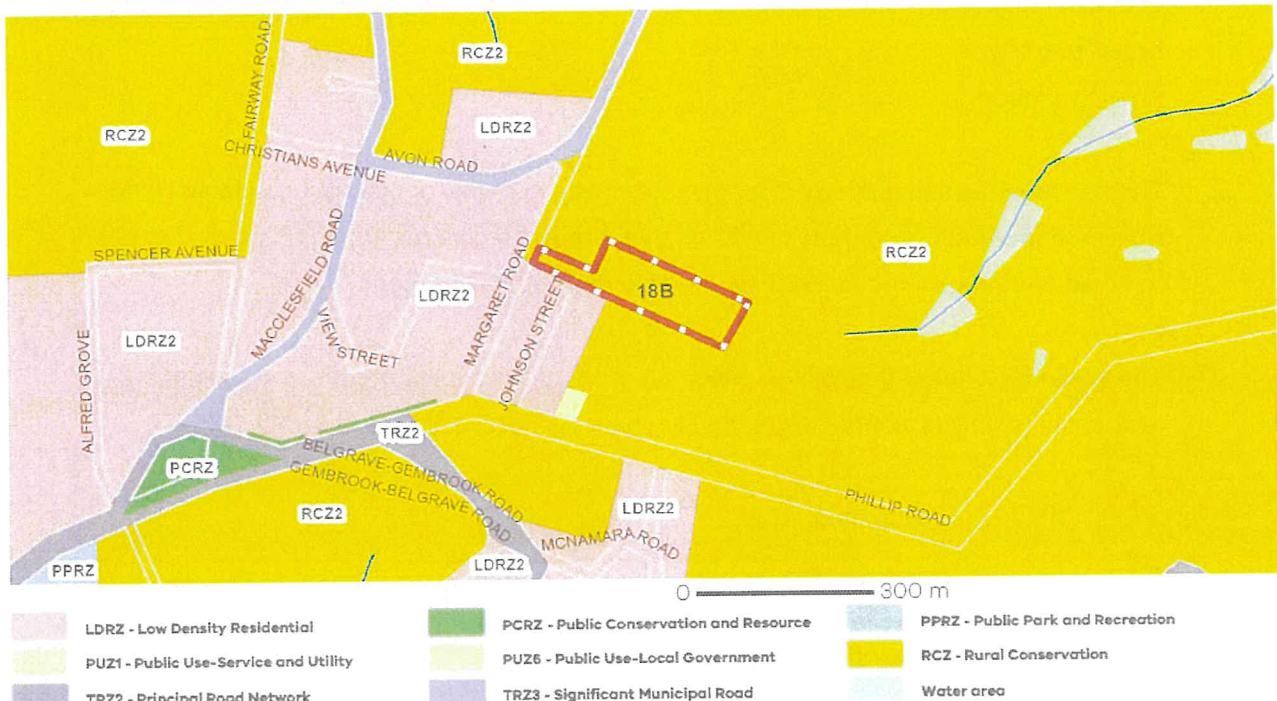 RCZ2
FAIRWAY ROAD
RCZ2
LDRZ2
CHRISTIANS AVENUE
AVON ROAD
SPENCER AVENUE
MACCLESFIELD ROAD
MARGARET ROAD
RCZ2
18B
LDRZ2
JOHNSON STREET
VIEW STREET
LDRZ2
ALFRED GROVE
TRZ2
BELGRAVE-GEMBROOK ROAD
PCRZ
GEMBROOK-BELGRAVE ROAD
RCZ2
LDRZ2
PHILLIP ROAD
MCNAMARA ROAD
LDRZ2
PPRZ
0 300 m
LDRZ - Low Density Residential
PCRZ - Public Conservation and Resource
PPRZ - Public Park and Recreation
PUZ1 - Public Use-Service and Utility
PUZ6 - Public Use-Local Government
RCZ - Rural Conservation
TRZ2 - Principal Road Network
TRZ3 - Significant Municipal Road
Water area